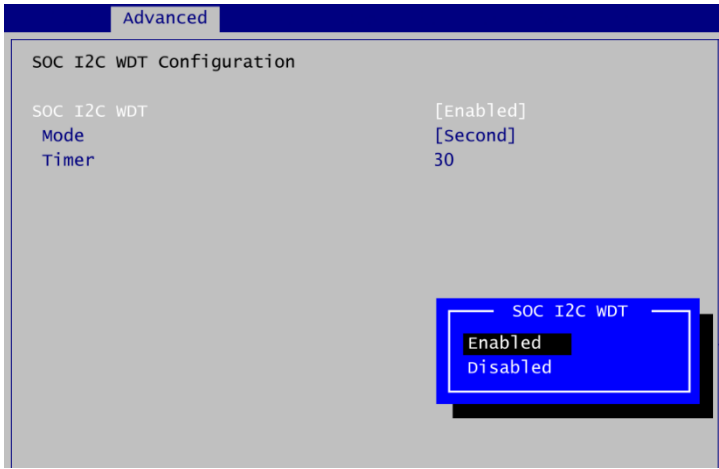 Advanced
SOC I2C WDT Configuration
SOC I2C WDT [Enabled]
Mode [Second]
Timer 30
SOC I2C WDT
Enabled
Disabled